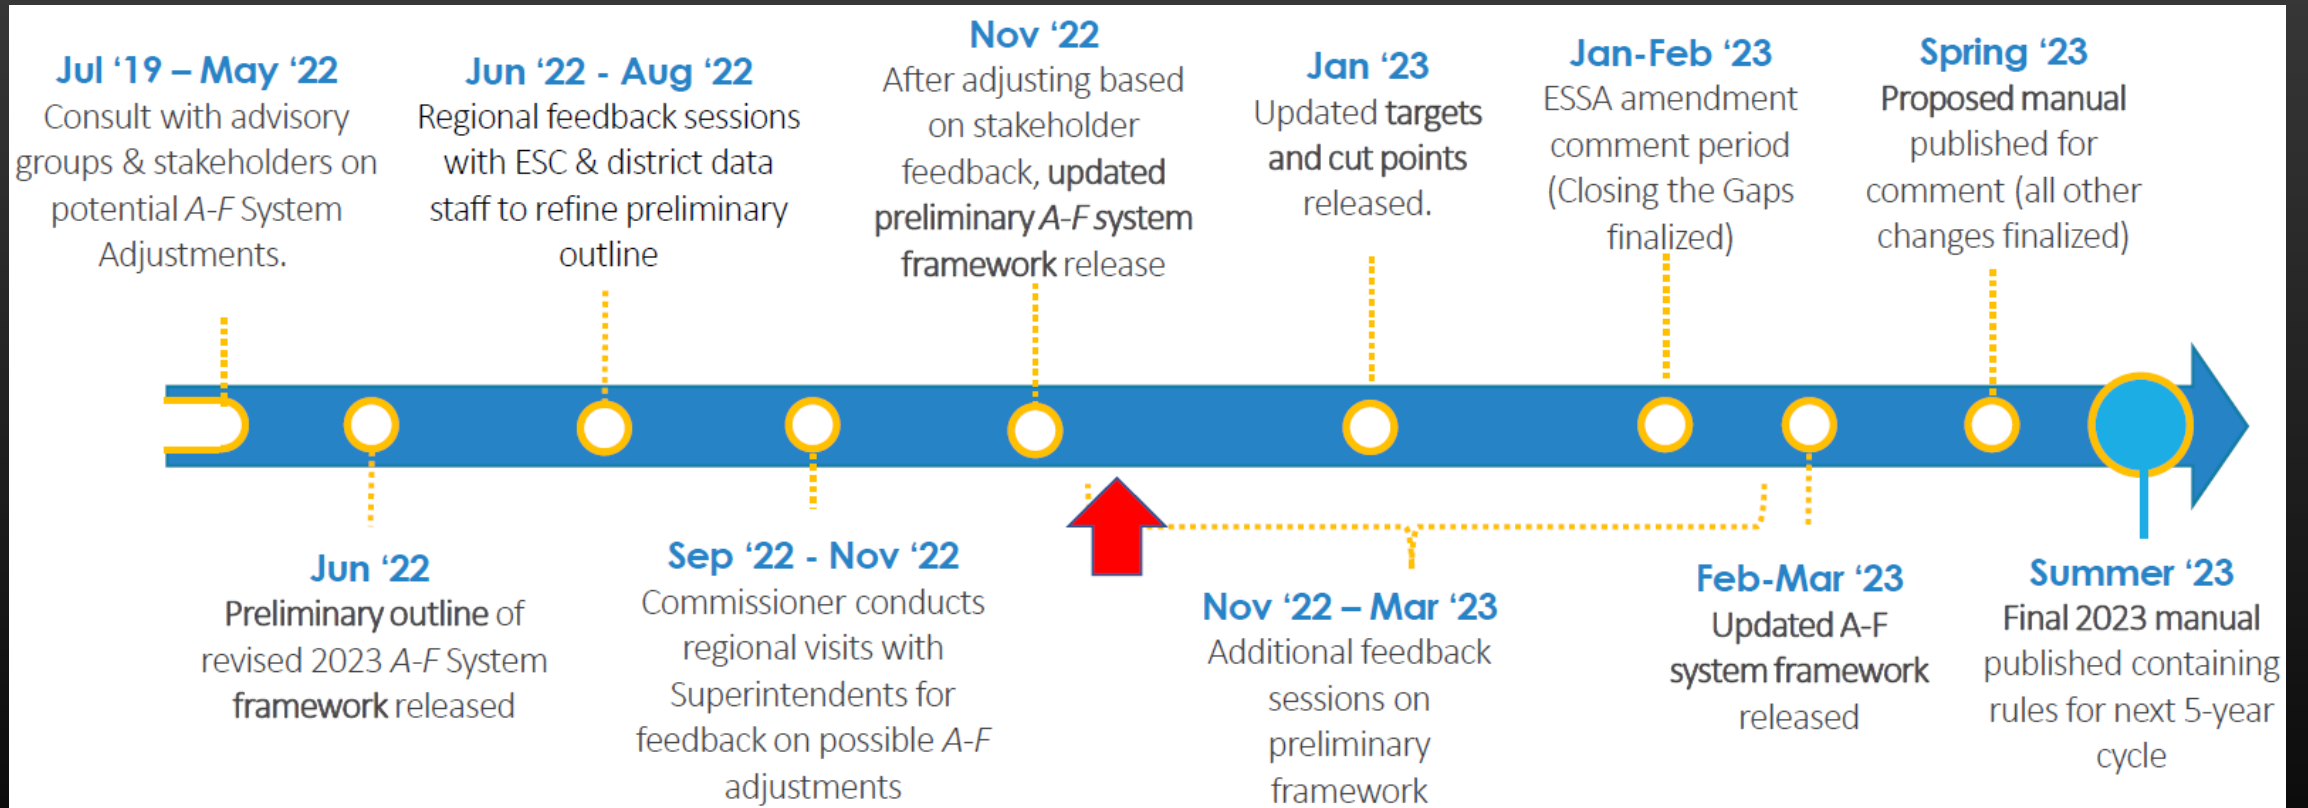 Jul ‘19 – May ‘22
Consult with advisory
groups & stakeholders on
potential A-F System
Adjustments.
Jun ‘22 - Aug ‘22
Regional feedback sessions
with ESC & district data
staff to refine preliminary
outline
Nov ‘22
After adjusting based
on stakeholder
feedback, updated
preliminary A-F system
framework release
Jan ‘23
Updated targets
and cut points
released.
Jan-Feb ‘23
ESSA amendment
comment period
(Closing the Gaps
finalized)
Spring ‘23
Proposed manual
published for
comment (all other
changes finalized)
Jun ‘22
Preliminary outline of
revised 2023 A-F System
framework released
Sep ‘22 - Nov ‘22
Commissioner conducts
regional visits with
Superintendents for
feedback on possible A-F
adjustments
Nov ‘22 – Mar ‘23
Additional feedback
sessions on
preliminary
framework
Feb-Mar ‘23
Updated A-F
system framework
released
Summer ‘23
Final 2023 manual
published containing
rules for next 5-year
cycle